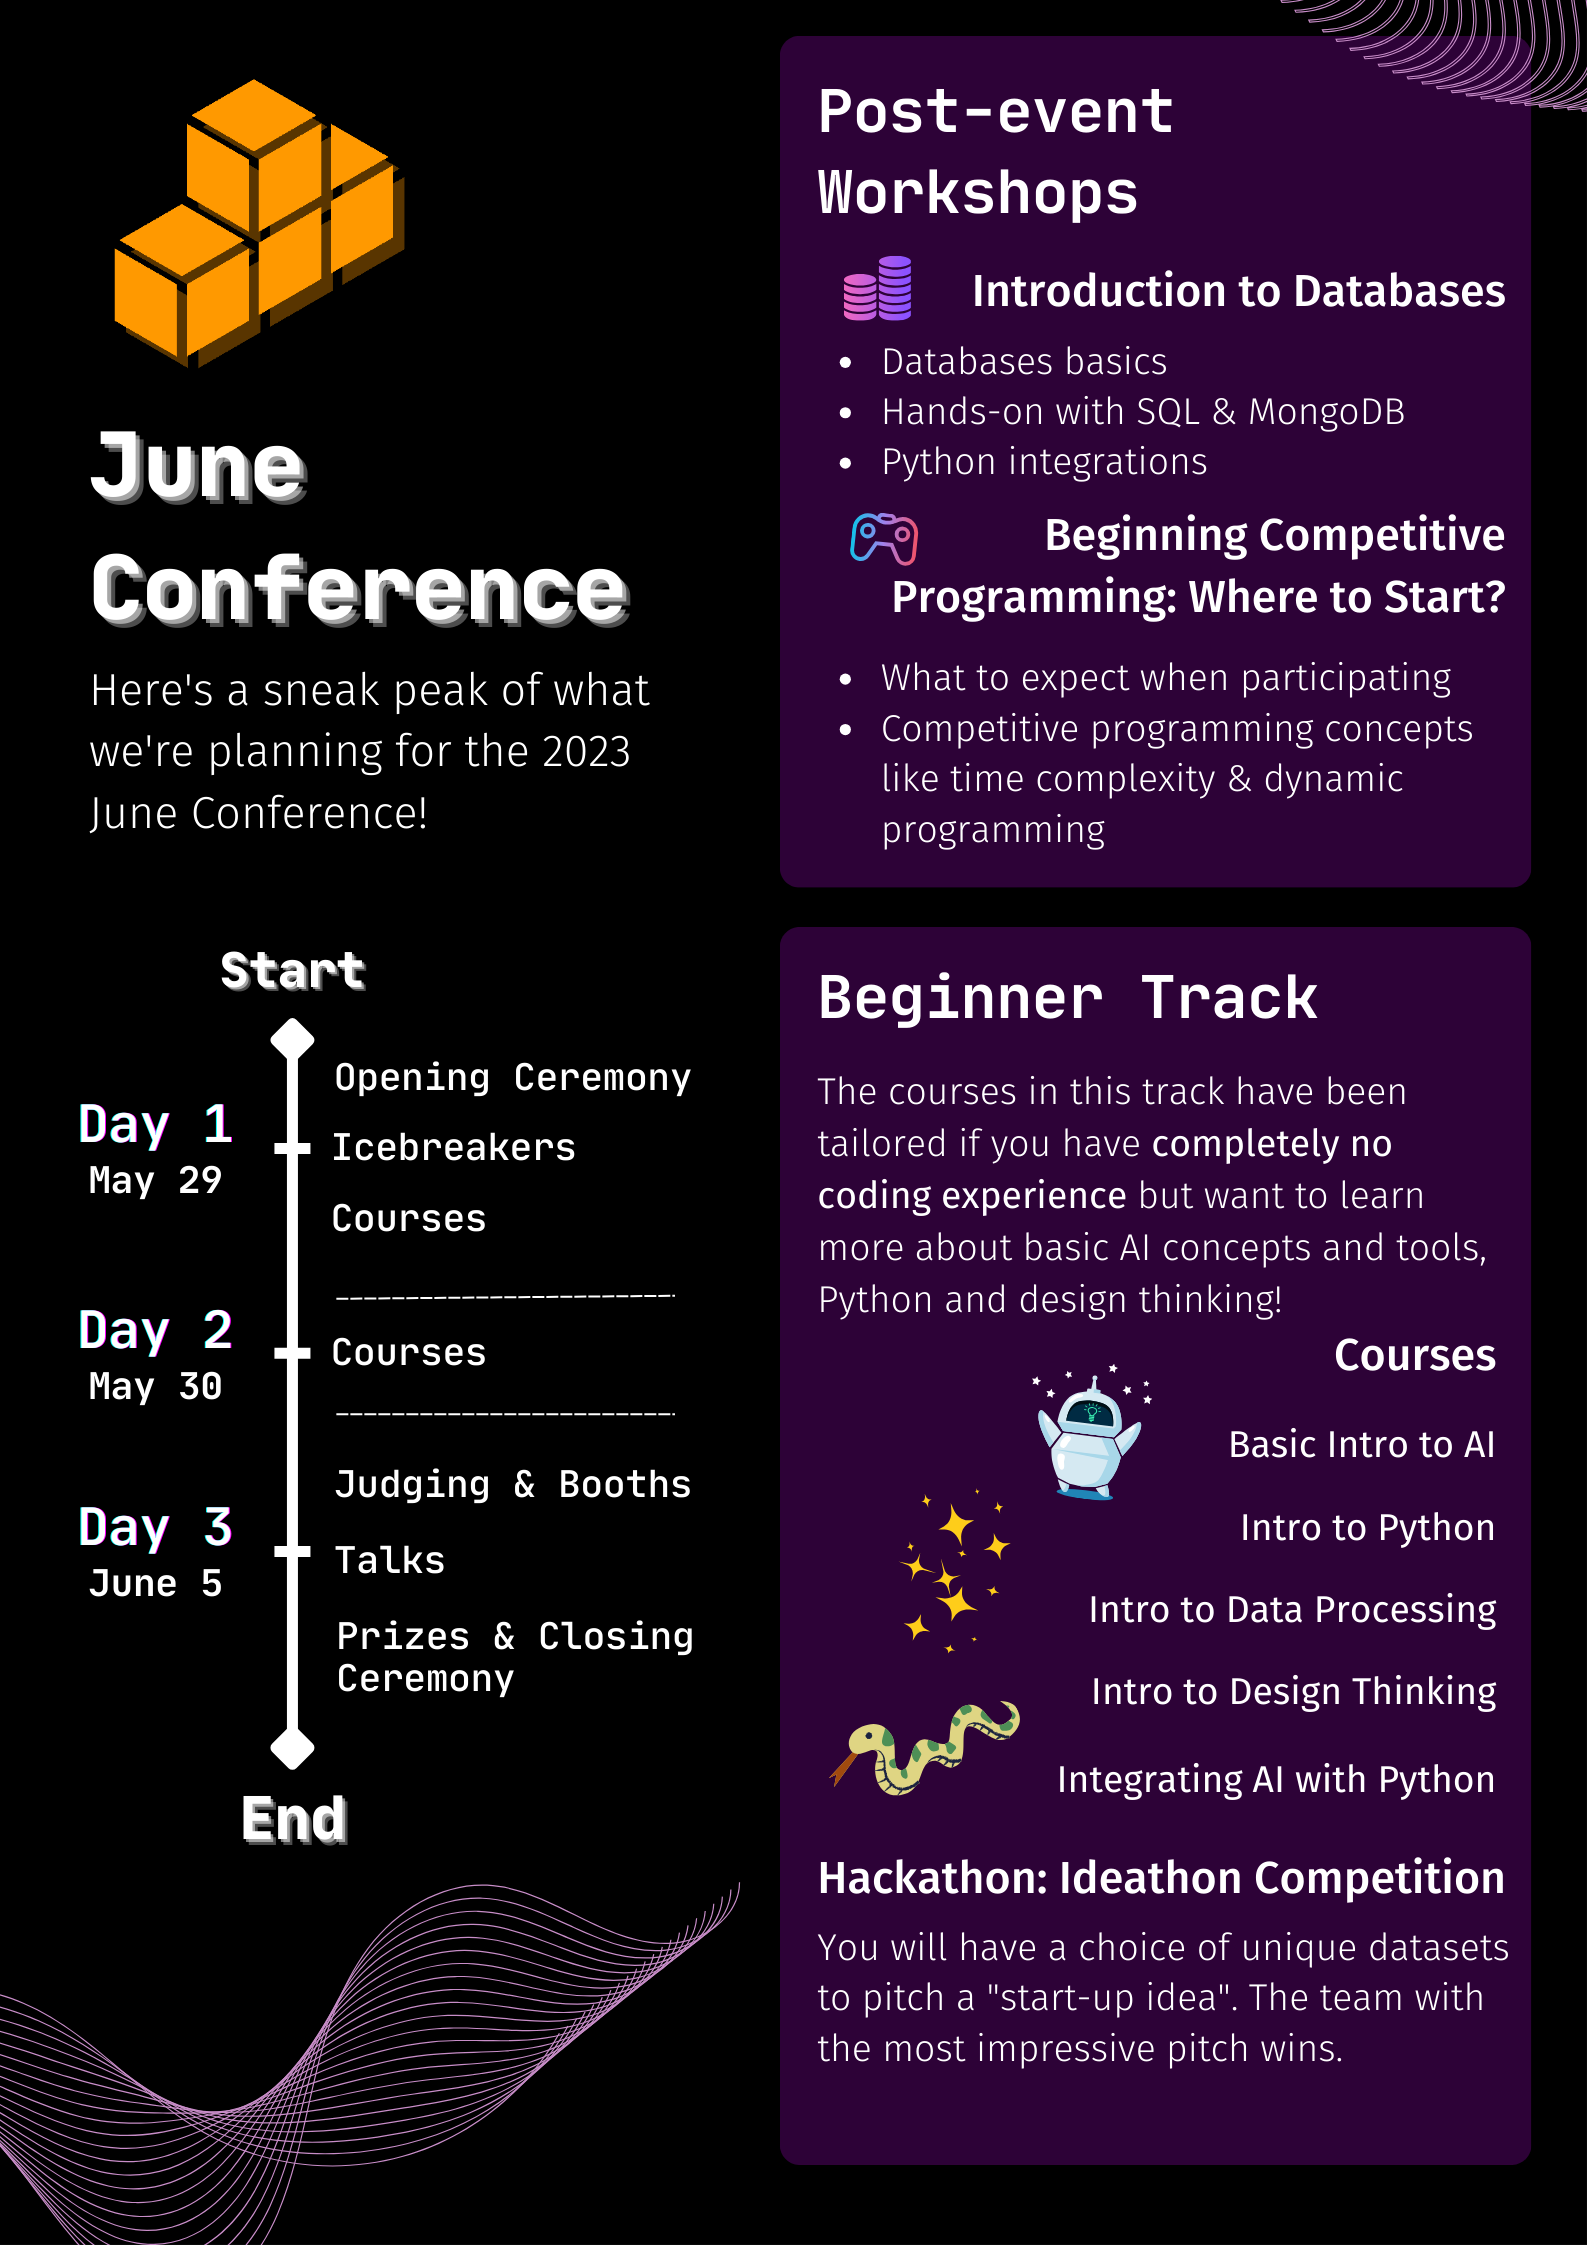 June
Conference
Here's a sneak peak of what
we're planning for the 2023
June Conference!
Start
Day 1
May 29
Opening Ceremony
Icebreakers
Courses
Day 2
May 30
Courses
Day 3
June 5
Judging & Booths
Talks
Prizes & Closing
Ceremony
End
Post-event
Workshops
Introduction to Databases
• Databases basics
• Hands-on with SQL & MongoDB
• Python integrations
Beginning Competitive
Programming: Where to Start?
• What to expect when participating
• Competitive programming concepts
like time complexity & dynamic
programming
Beginner Track
The courses in this track have been
tailored if you have completely no
coding experience but want to learn
more about basic AI concepts and tools,
Python and design thinking!
Courses
Basic Intro to AI
Intro to Python
Intro to Data Processing
Intro to Design Thinking
Integrating AI with Python
Hackathon: Ideathon Competition
You will have a choice of unique datasets
to pitch a "start-up idea". The team with
the most impressive pitch wins.